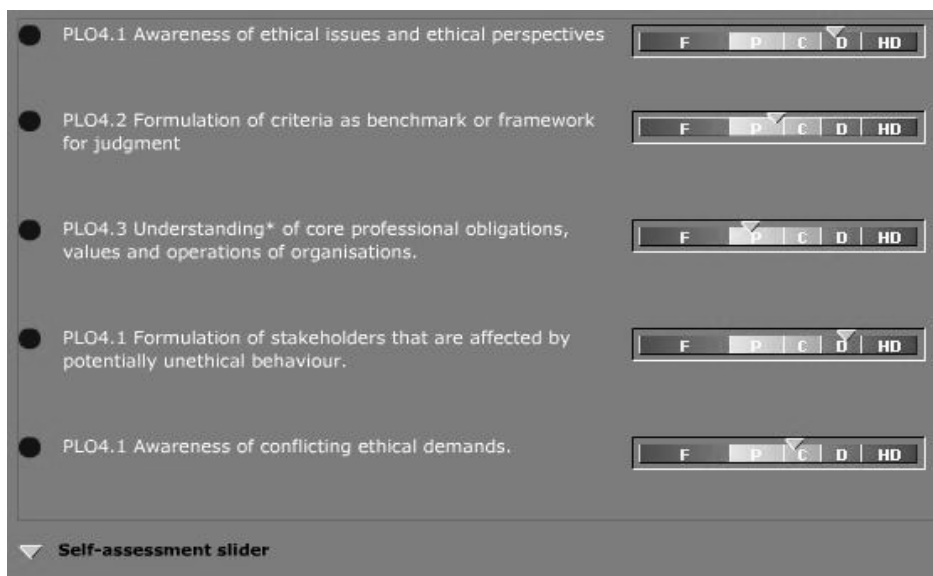 PLO4.1 Awareness of ethical issues and ethical perspectives
F P C D HD
PLO4.2 Formulation of criteria as benchmark or framework
for judgment
F P C D HD
PLO4.3 Understanding* of core professional obligations,
values and operations of organisations.
F P C D HD
PLO4.1 Formulation of stakeholders that are affected by
potentially unethical behaviour.
F P C D HD
PLO4.1 Awareness of conflicting ethical demands.
F P C D HD
Self-assessment slider